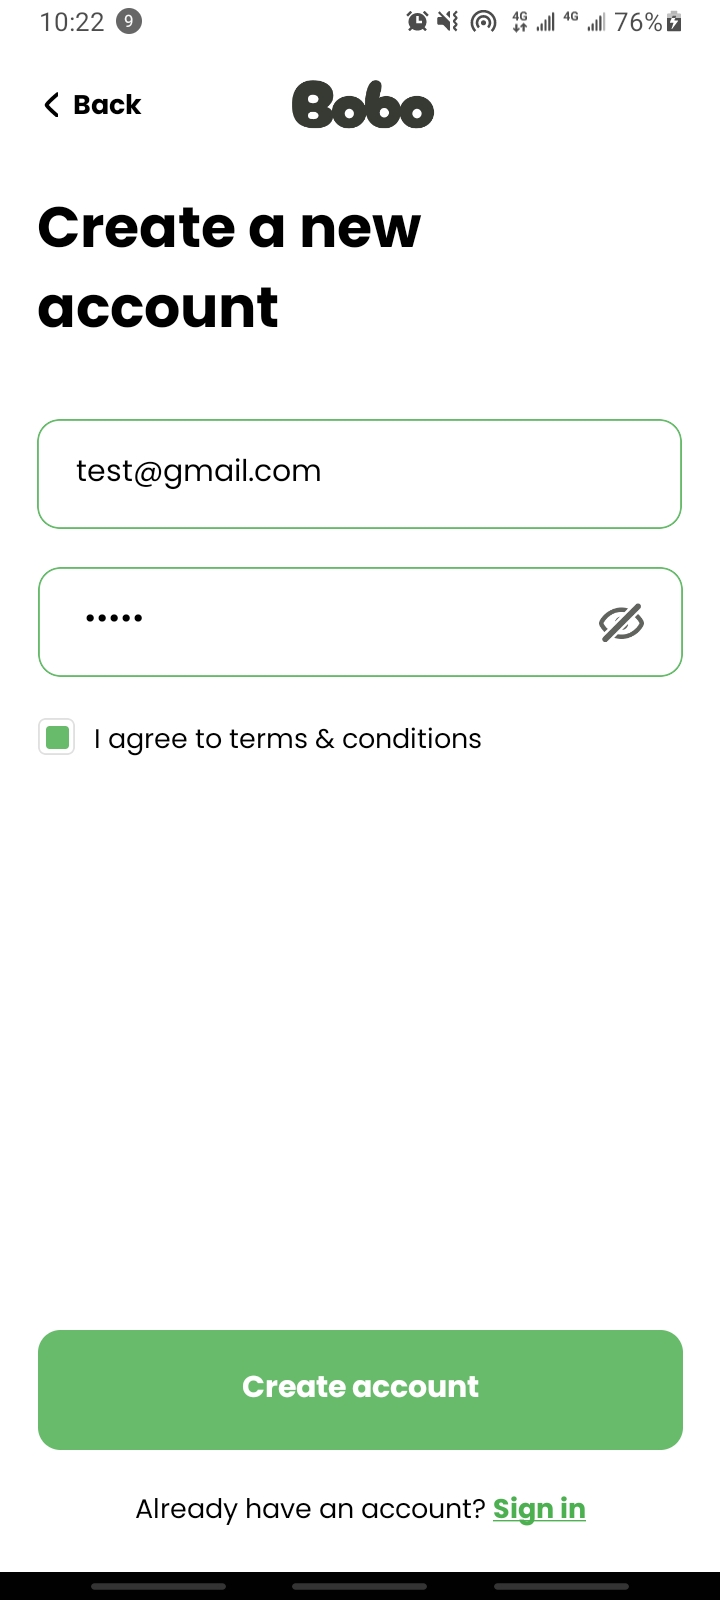 10:22 9 4G 4G 76%
Back Bobo
Create a new
account
test@gmail.com
•••••
I agree to terms & conditions
Create account
Already have an account? Sign in